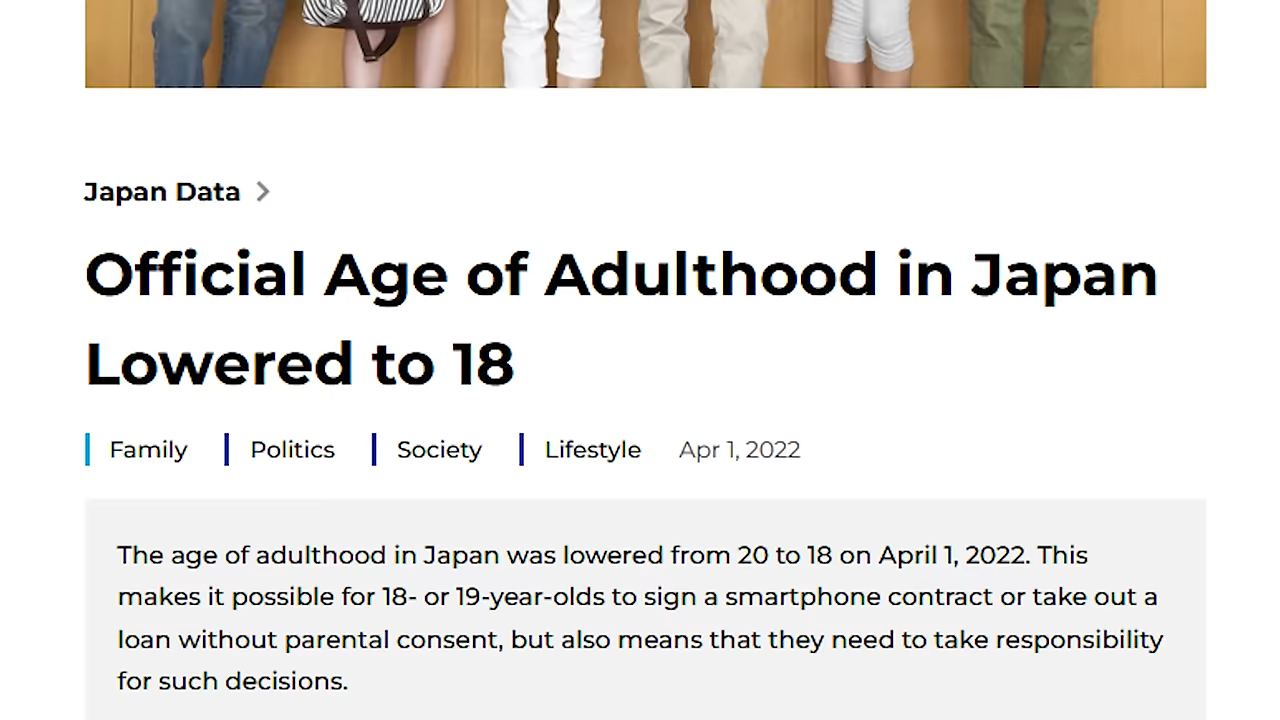 Japan Data
Official Age of Adulthood in Japan
Lowered to 18
Family Politics Society Lifestyle Apr 1, 2022
The age of adulthood in Japan was lowered from 20 to 18 on April 1, 2022. This
makes it possible for 18- or 19-year-olds to sign a smartphone contract or take out a
loan without parental consent, but also means that they need to take responsibility
for such decisions.